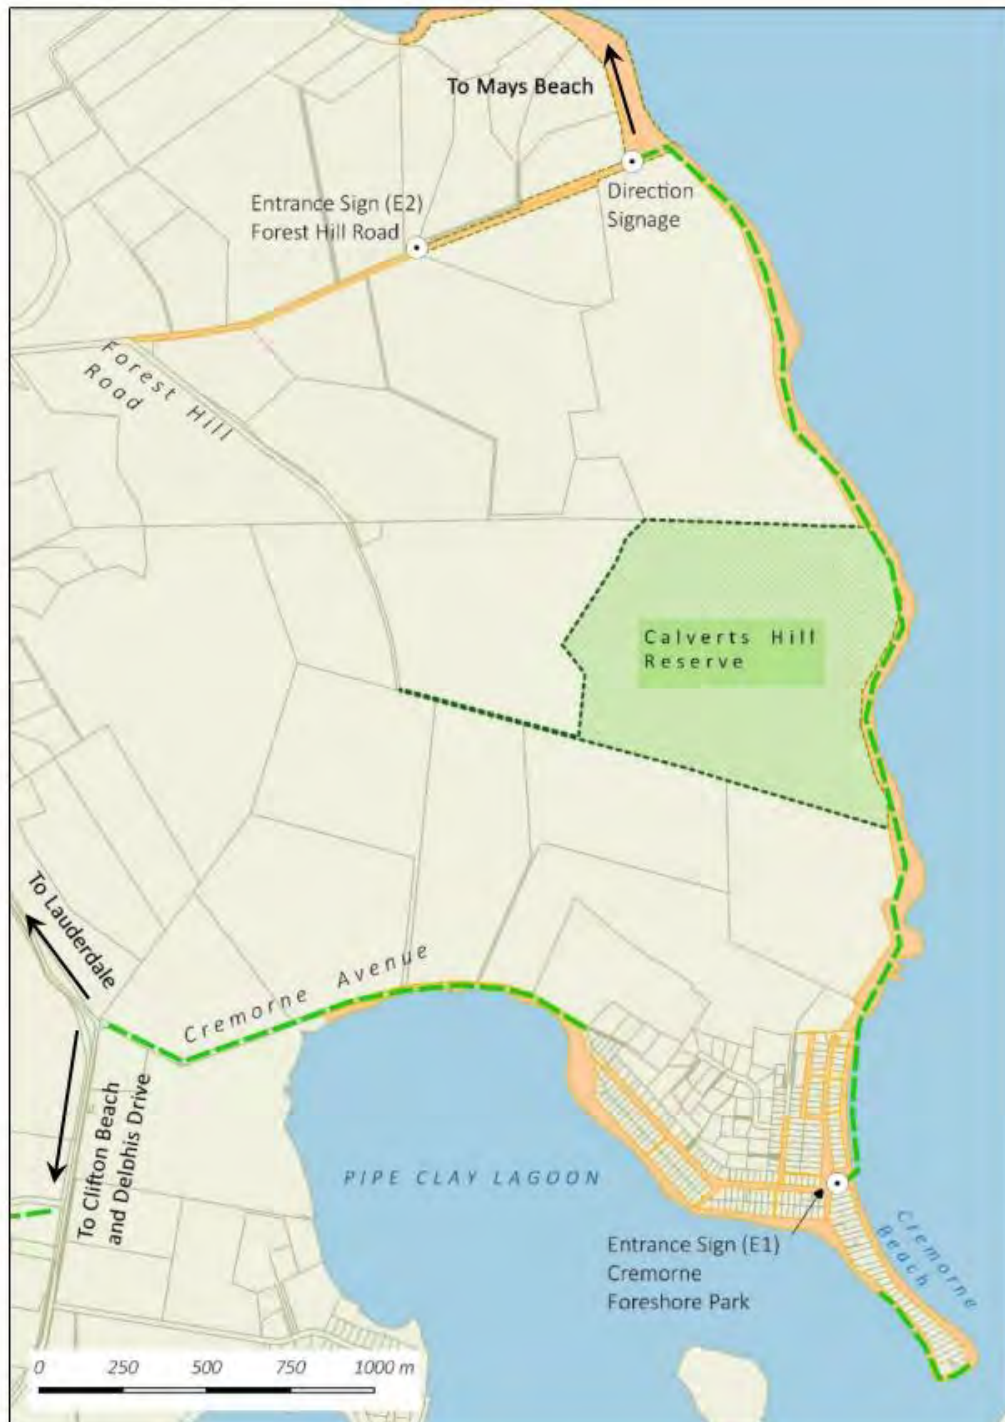 To Mays Beach
Direction
Signage
Entrance Sign (E2)
Forest Hill Road
Forest Hill
Road
Calverts Hill
Reserve
To Lauderdale
Cremorne Avenue
To Clifton Beach
and Delphis Drive
PIPE CLAY LAGOON
Cremorne
Beach
Entrance Sign (E1)
Cremorne
Foreshore Park
0 250 500 750 1000 m